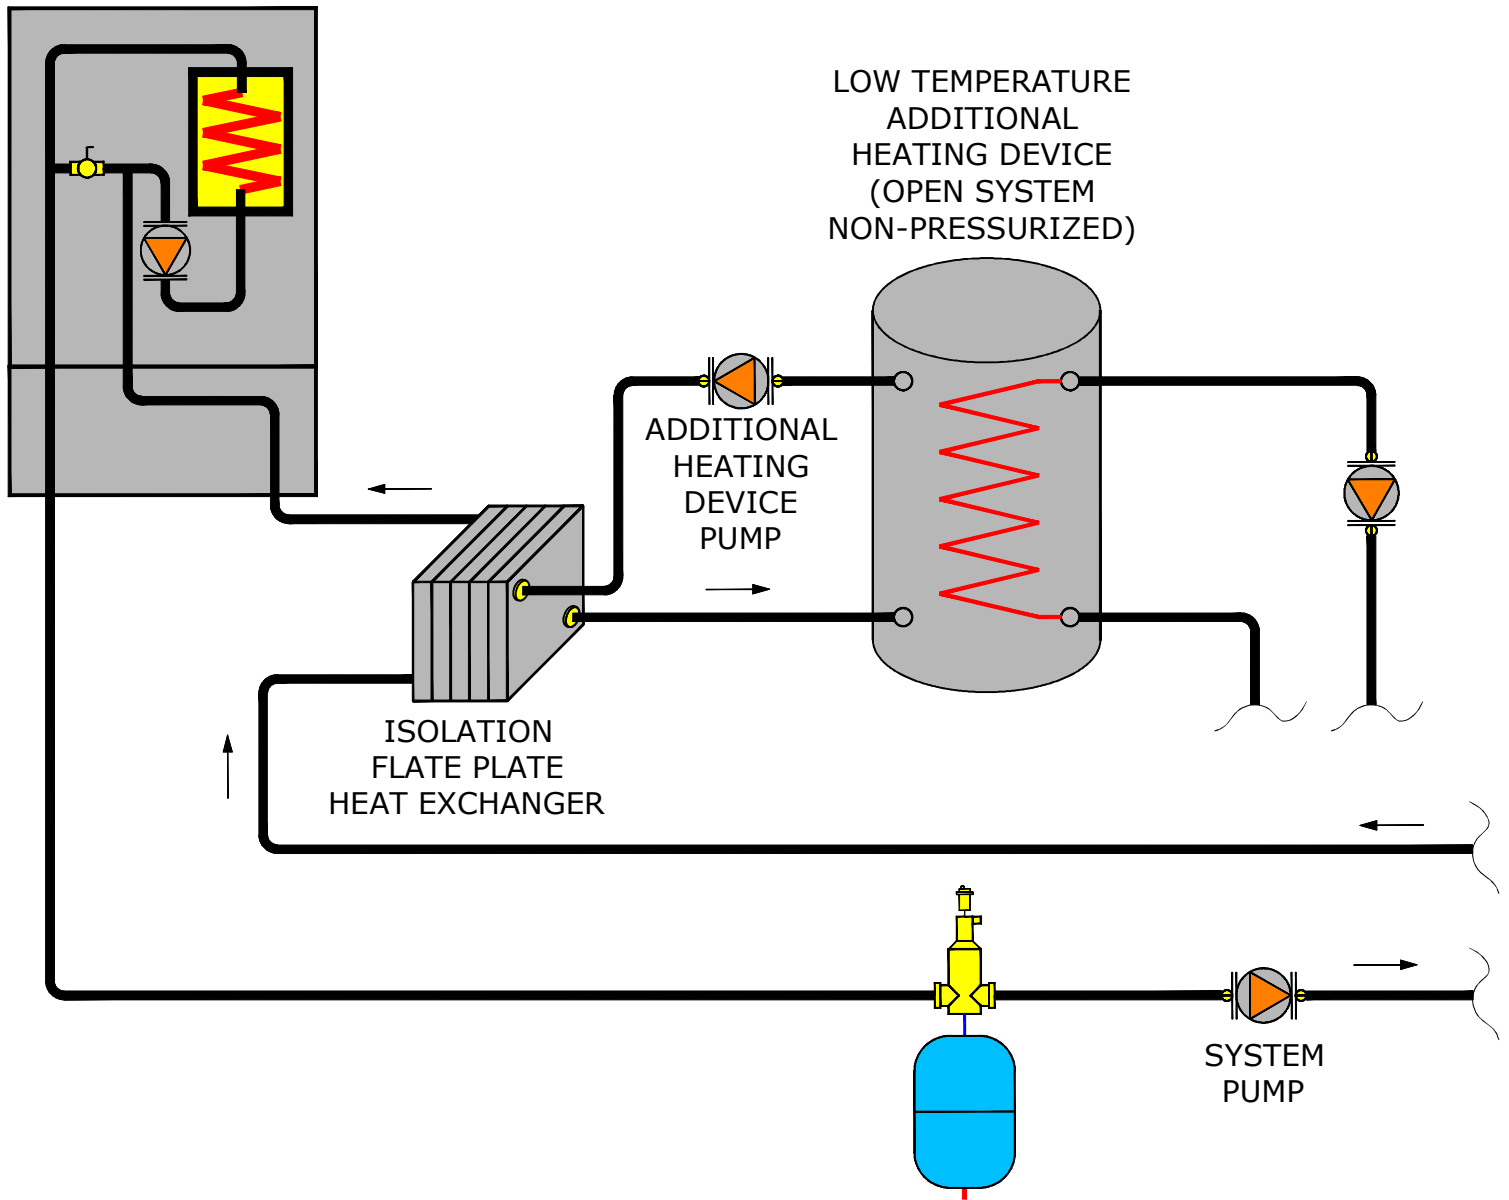 LOW TEMPERATURE
ADDITIONAL
HEATING DEVICE
(OPEN SYSTEM
NON-PRESSURIZED)
ADDITIONAL
HEATING
DEVICE
PUMP
ISOLATION
FLATE PLATE
HEAT EXCHANGER
SYSTEM
PUMP